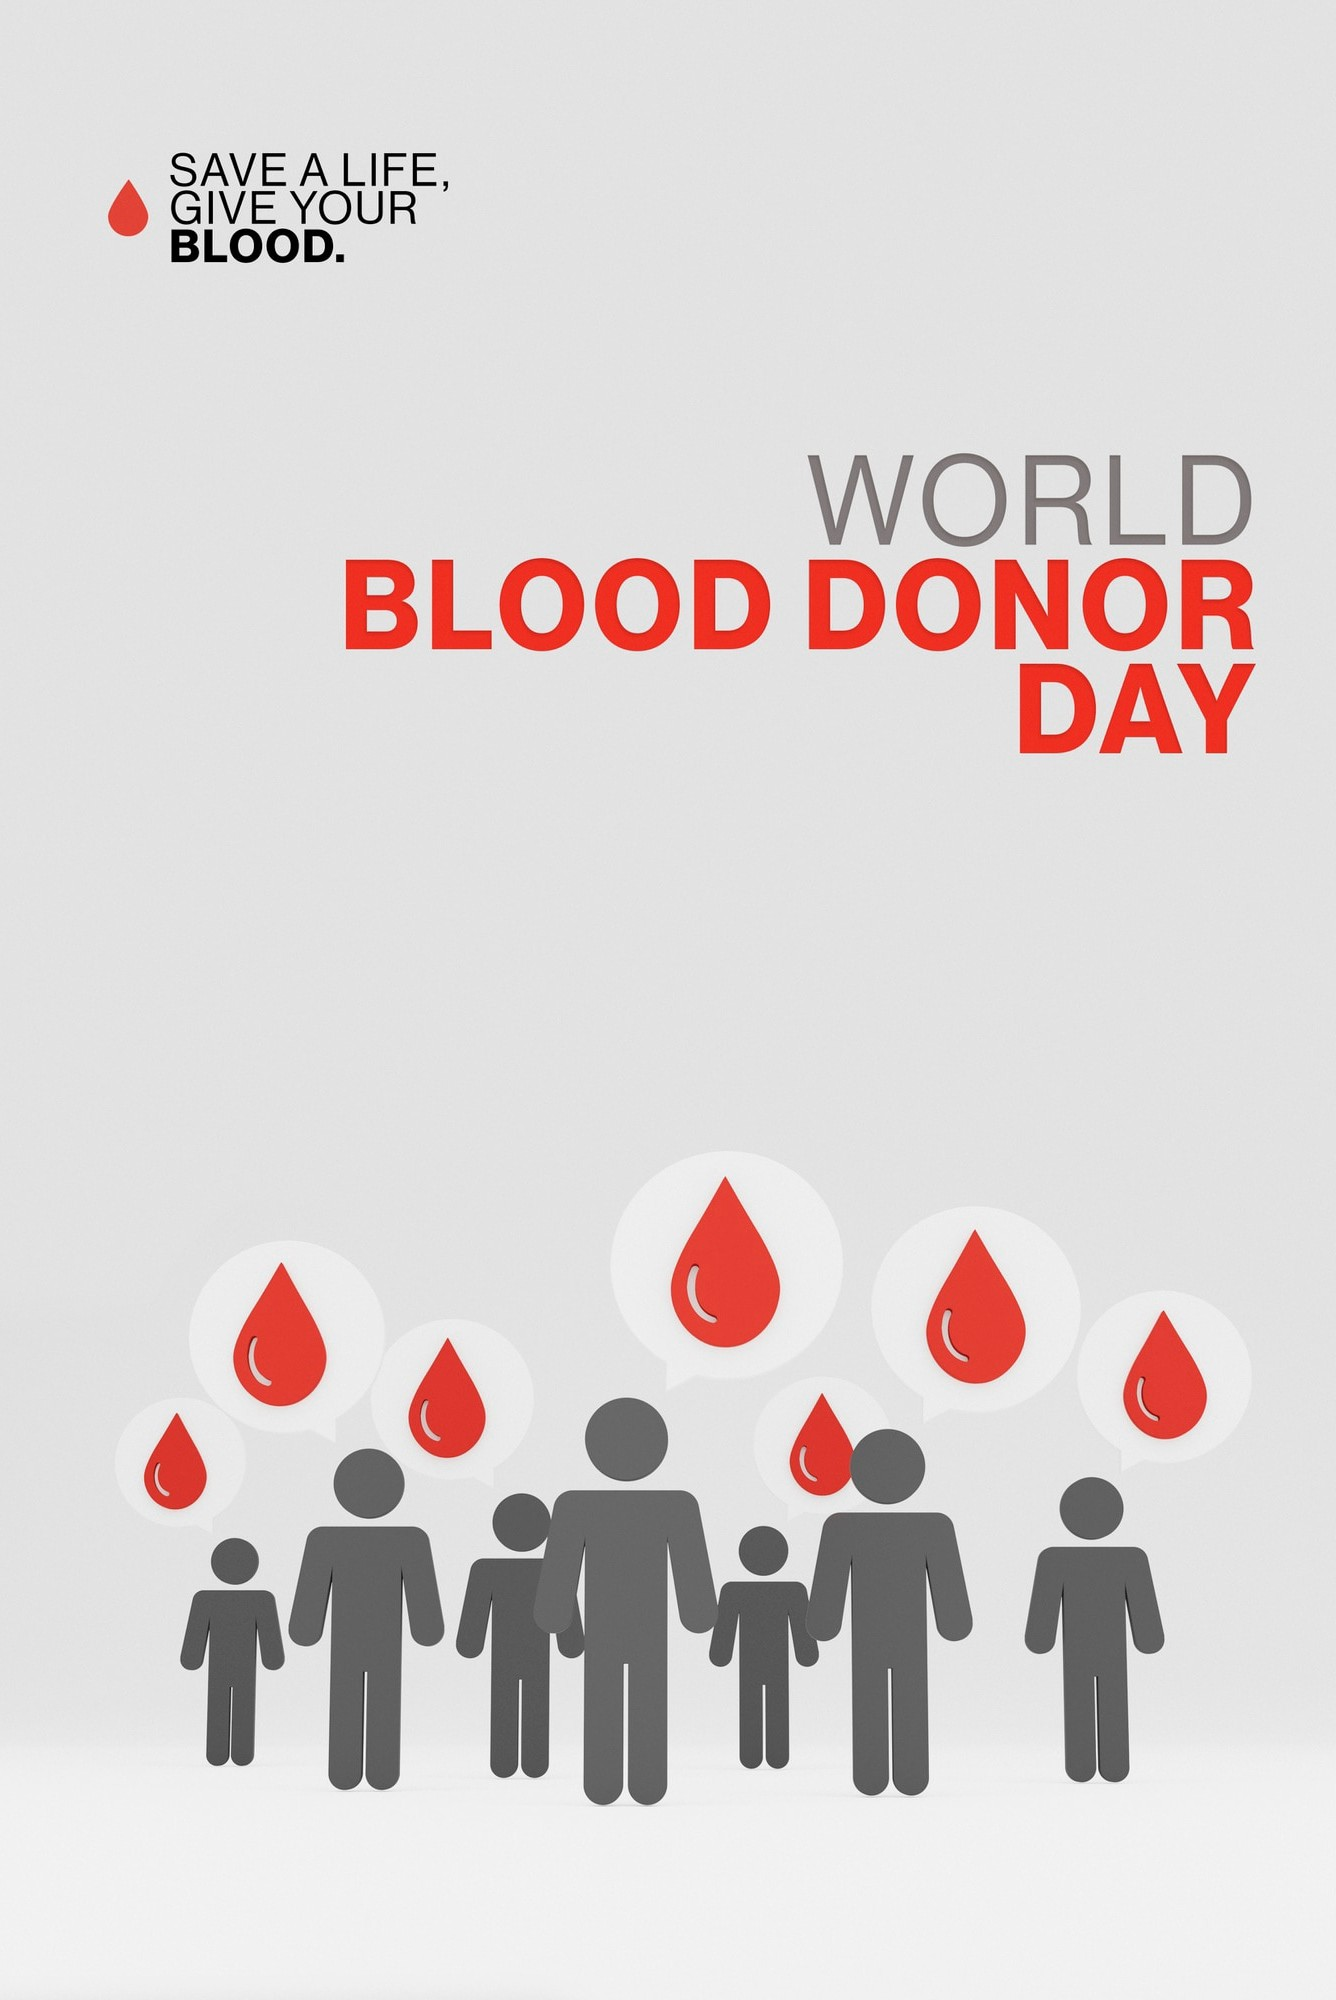 SAVE A LIFE,
GIVE YOUR
BLOOD.
WORLD
BLOOD DONOR
DAY